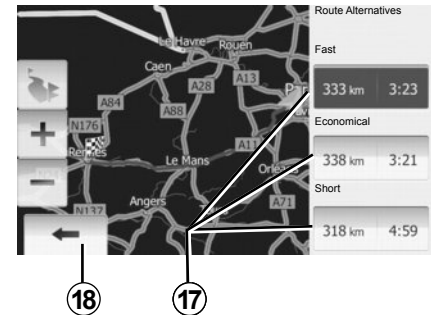 Route Alternatives
Le Havre
Rouen
Fast
Caen
A13
A28
333 km 3:23
A84
A88
Economical
N176
Rennes
Le Mans
A11
338 km 3:21
Orléans
Short
Angers
A71
N137
318 km 4:59
18
17